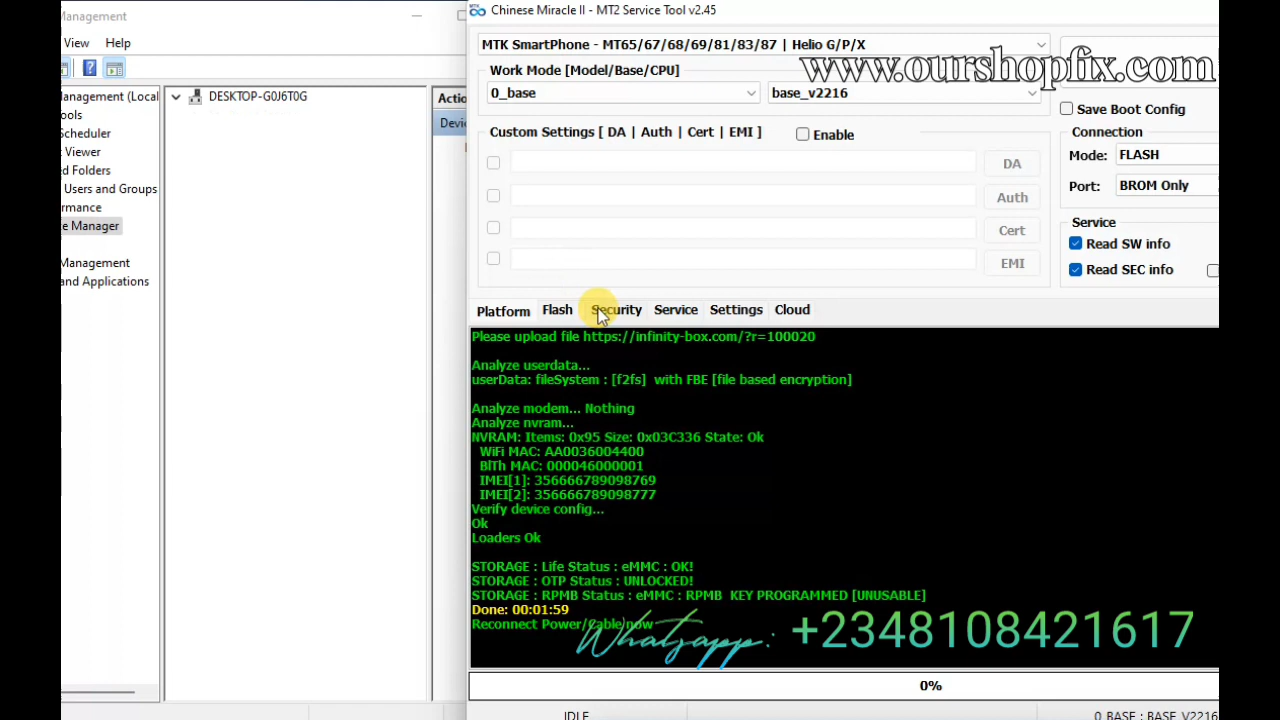 Management
View Help
Management (Local
ools
Scheduler
Viewer
ed Folders
Users and Groups
rmance
e Manager
Management
and Applications
DESKTOP-G0J6T0G
Actio
Devic
Chinese Miracle II - MT2 Service Tool v2.45
MTK SmartPhone - MT65/67/68/69/81/83/87 | Helio G/P/X
www.ourshopfix.com
Work Mode [Model/Base/CPU]
0_base
base_v2216
Save Boot Config
Custom Settings [ DA | Auth | Cert | EMI ]
Enable
DA
Auth
Cert
EMI
Connection
Mode: FLASH
Port: BROM Only
Service
Read SW info
Read SEC info
Platform Flash Security Service Settings Cloud
Please upload file https://infinity-box.com/?r=100020
Analyze userdata...
userData: fileSystem : [f2fs] with FBE [file based encryption]
Analyze modem... Nothing
Analyze nvram...
NVRAM: Items: 0x95 Size: 0x03C336 State: Ok
WiFi MAC: AA0036004400
BlTh MAC: 000046000001
IMEI[1]: 356666789098769
IMEI[2]: 356666789098777
Verify device config...
Ok
Loaders Ok
STORAGE : Life Status : eMMC : OK!
STORAGE : OTP Status : UNLOCKED!
STORAGE : RPMB Status : eMMC : RPMB KEY PROGRAMMED [UNUSABLE]
Done: 00:01:59
Reconnect Power/Cable now
Whatzapp: +2348108421617
0%
IDLE
0_BASE : BASE_V2216